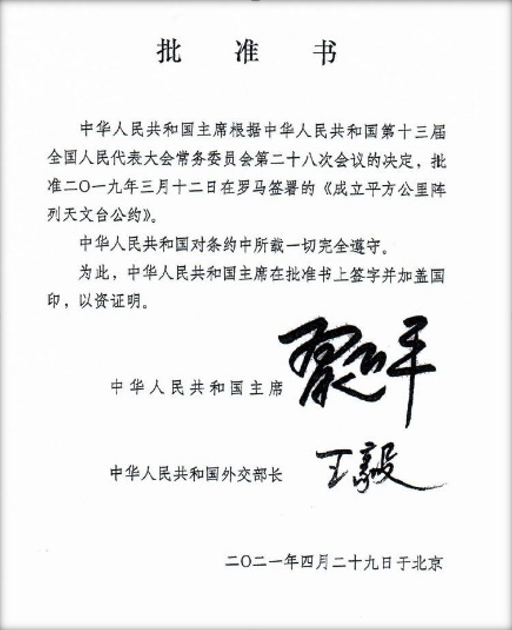 批 准 书
中华人民共和国主席根据中华人民共和国第十三届
全国人民代表大会常务委员会第二十八次会议的决定，批
准二〇一九年三月十二日在罗马签署的《成立平方公里阵
列天文台公约》。
中华人民共和国对条约中所载一切完全遵守。
为此，中华人民共和国主席在批准书上签字并加盖国
印，以资证明。
中华人民共和国主席
中华人民共和国外交部长 王毅
二〇二一年四月二十九日于北京